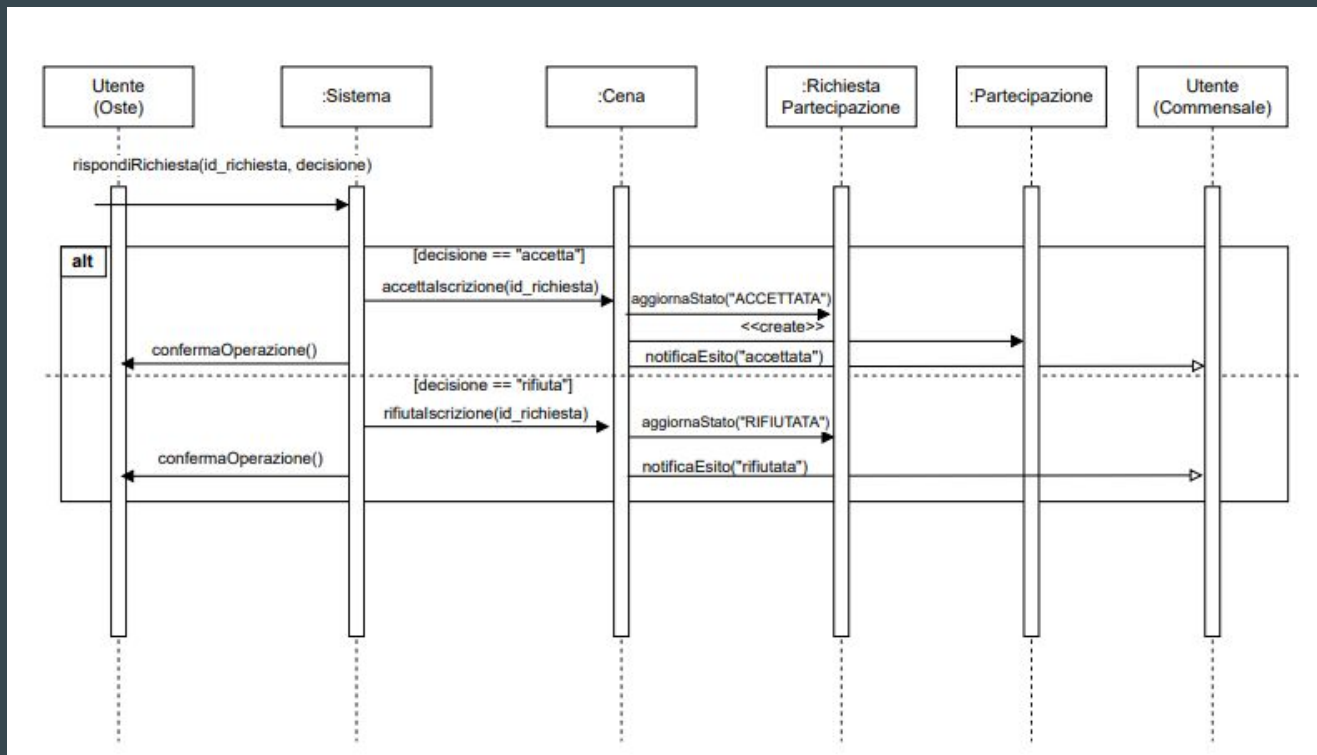 Utente
(Oste)
:Sistema
:Cena
:Richiesta
Partecipazione
:Partecipazione
Utente
(Commensale)
rispondiRichiesta(id_richiesta, decisione)
alt
[decisione == "accetta"]
accettaIscrizione(id_richiesta)
aggiornaStato("ACCETTATA")
<<create>>
confermaOperazione()
notificaEsito("accettata")
[decisione == "rifiuta"]
rifiutaIscrizione(id_richiesta)
aggiornaStato("RIFIUTATA")
confermaOperazione()
notificaEsito("rifiutata")